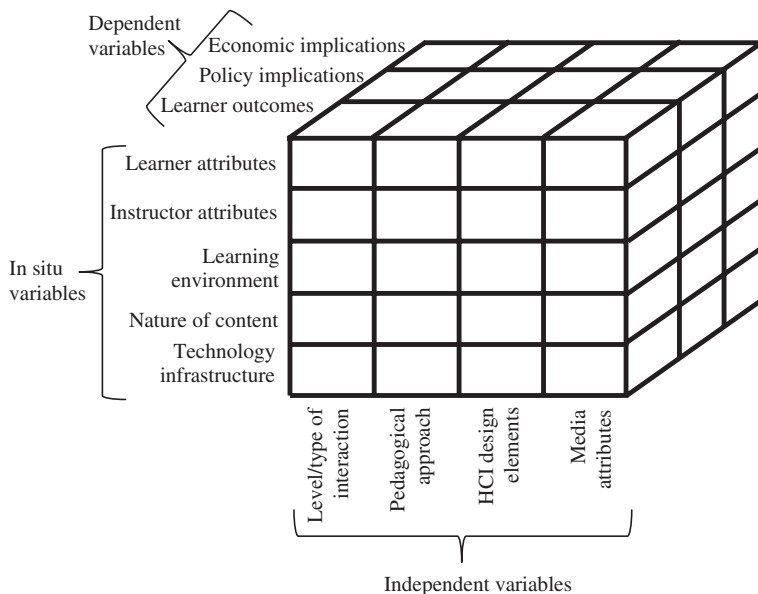 Dependent
variables
Economic implications
Policy implications
Learner outcomes
In situ
variables
Learner attributes
Instructor attributes
Learning
environment
Nature of content
Technology
infrastructure
Level/type of
interaction
Pedagogical
approach
HCI design
elements
Media
attributes
Independent variables